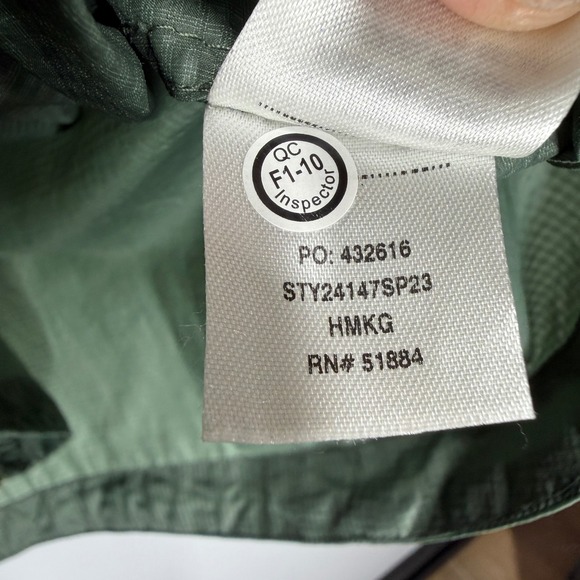 QC
F1-10
Inspector
PO: 432616
STY24147SP23
HMKG
RN# 51884